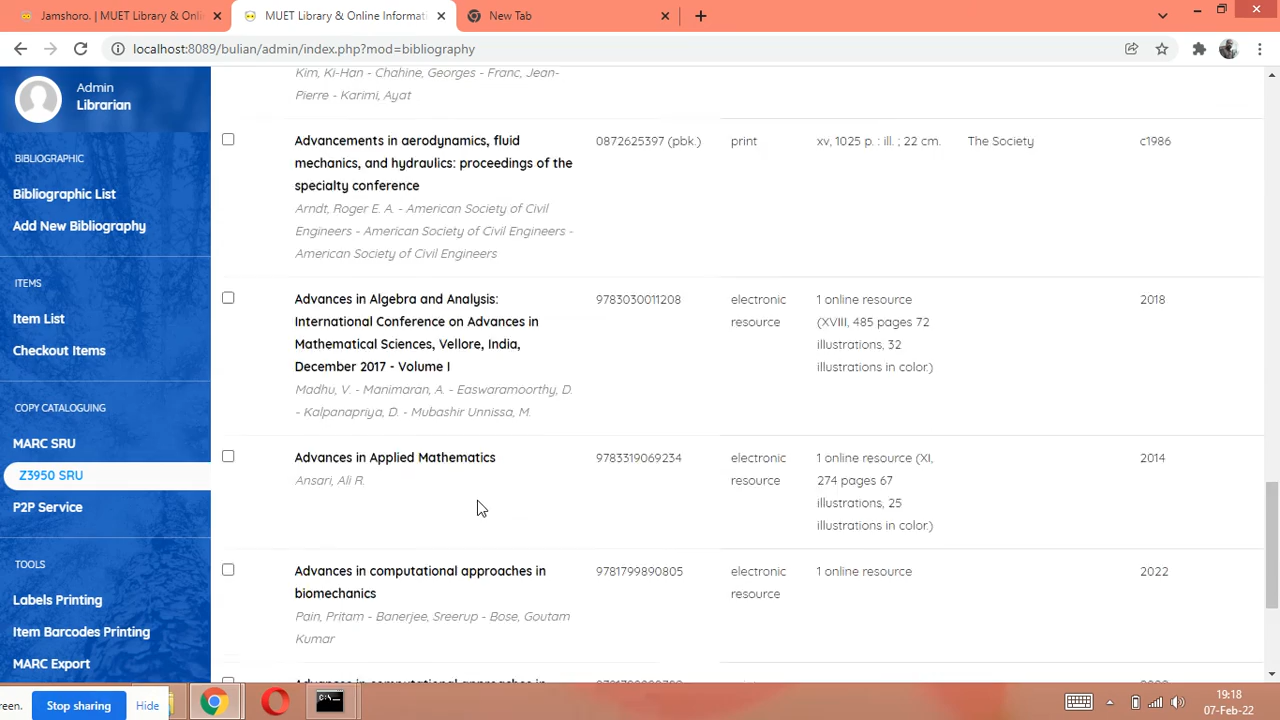 Jamshoro. | MUET Library & Onlin
MUET Library & Online Informati
New Tab
localhost:8089/bulian/admin/index.php?mod=bibliography
Admin
Librarian
BIBLIOGRAPHIC
Bibliographic List
Add New Bibliography
ITEMS
Item List
Checkout Items
COPY CATALOGUING
MARC SRU
Z3950 SRU
P2P Service
TOOLS
Labels Printing
Item Barcodes Printing
MARC Export
Kim, Ki-Han - Chahine, Georges - Franc, Jean-
Pierre - Karimi, Ayat
Advancements in aerodynamics, fluid
mechanics, and hydraulics: proceedings of the
specialty conference
Arndt, Roger E. A. - American Society of Civil
Engineers - American Society of Civil Engineers -
American Society of Civil Engineers
0872625397 (pbk.)
print
xv, 1025 p. : ill. ; 22 cm.
The Society
c1986
Advances in Algebra and Analysis:
International Conference on Advances in
Mathematical Sciences, Vellore, India,
December 2017 - Volume I
Madhu, V. - Manimaran, A. - Easwaramoorthy, D.
- Kalpanapriya, D. - Mubashir Unnissa, M.
9783030011208
electronic
resource
1 online resource
(XVIII, 485 pages 72
illustrations, 32
illustrations in color.)
2018
Advances in Applied Mathematics
Ansari, Ali R.
9783319069234
electronic
resource
1 online resource (XI,
274 pages 67
illustrations, 25
illustrations in color.)
2014
Advances in computational approaches in
biomechanics
Pain, Pritam - Banerjee, Sreerup - Bose, Goutam
Kumar
9781799890805
electronic
resource
1 online resource
2022
Advances in computational approaches in
reen.
Stop sharing
Hide
19:18
07-Feb-22